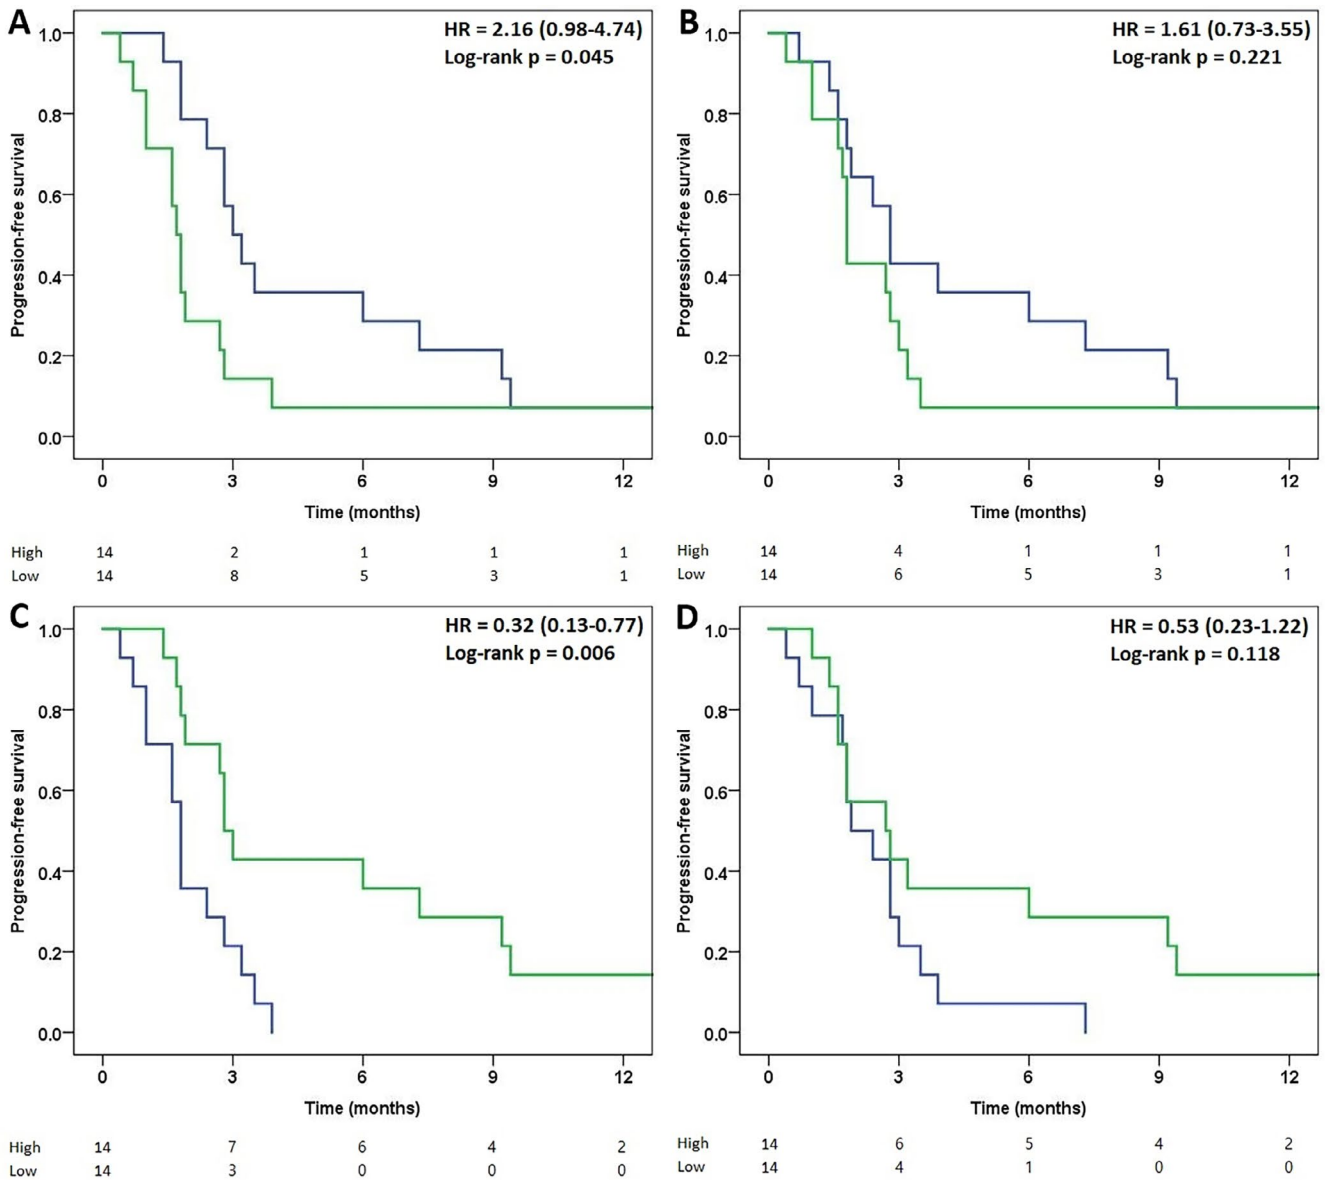 A
HR = 2.16 (0.98-4.74)
Log-rank p = 0.045
Progression-free survival
1.0
0.8
0.6
0.4
0.2
0.0
0 3 6 9 12
Time (months)
High 14 2 1 1 1
Low 14 8 5 3 1
B
HR = 1.61 (0.73-3.55)
Log-rank p = 0.221
Progression-free survival
1.0
0.8
0.6
0.4
0.2
0.0
0 3 6 9 12
Time (months)
High 14 4 1 1 1
Low 14 6 5 3 1
C
HR = 0.32 (0.13-0.77)
Log-rank p = 0.006
Progression-free survival
1.0
0.8
0.6
0.4
0.2
0.0
0 3 6 9 12
Time (months)
High 14 7 6 4 2
Low 14 3 0 0 0
D
HR = 0.53 (0.23-1.22)
Log-rank p = 0.118
Progression-free survival
1.0
0.8
0.6
0.4
0.2
0.0
0 3 6 9 12
Time (months)
High 14 6 5 4 2
Low 14 4 1 0 0